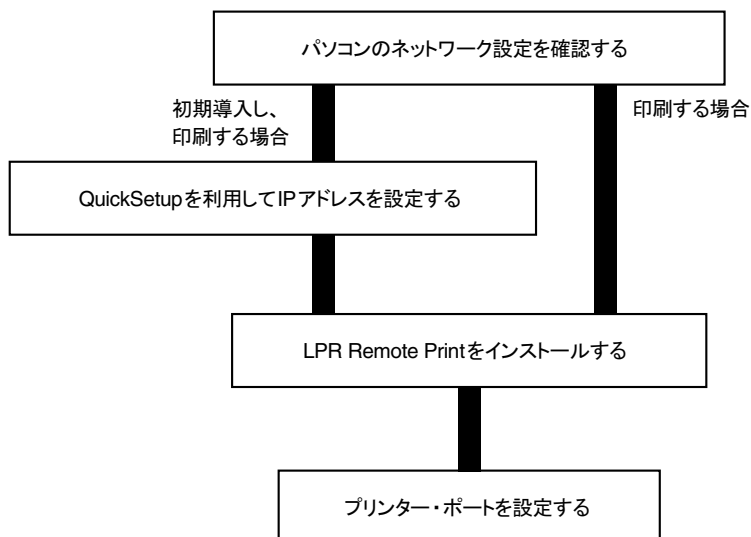 パソコンのネットワーク設定を確認する
初期導入し、
印刷する場合
印刷する場合
QuickSetupを利用してIPアドレスを設定する
LPR Remote Printをインストールする
プリンター・ポートを設定する